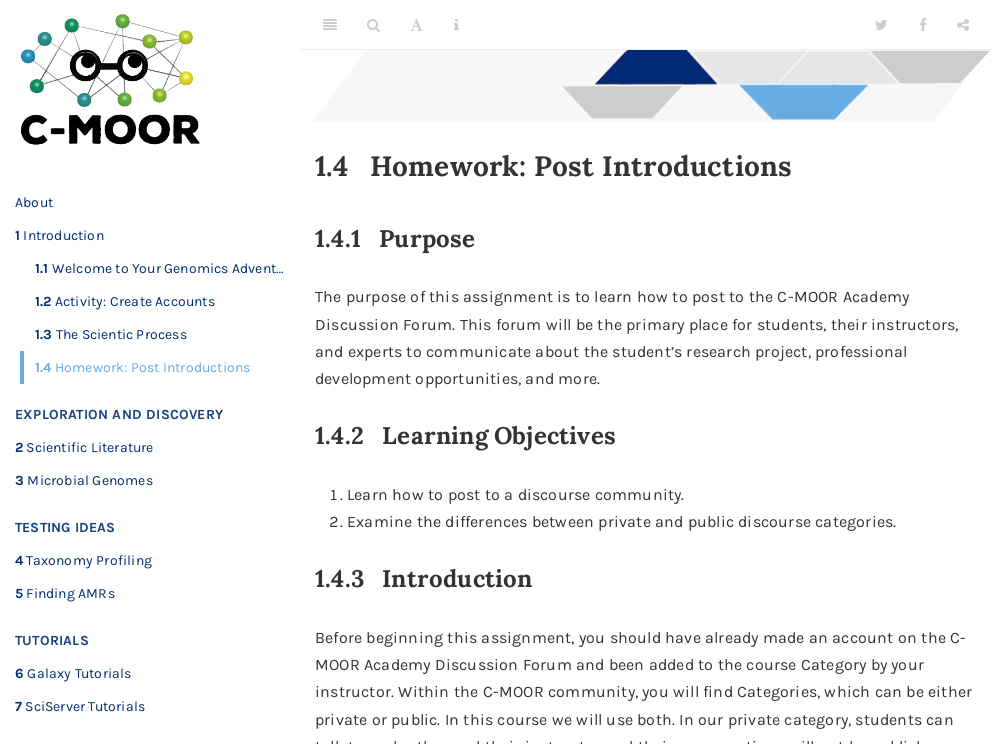 C-MOOR
About
1 Introduction
1.1 Welcome to Your Genomics Advent…
1.2 Activity: Create Accounts
1.3 The Scientic Process
1.4 Homework: Post Introductions
EXPLORATION AND DISCOVERY
2 Scientific Literature
3 Microbial Genomes
TESTING IDEAS
4 Taxonomy Profiling
5 Finding AMRs
TUTORIALS
6 Galaxy Tutorials
7 SciServer Tutorials
A
i
1.4 Homework: Post Introductions
1.4.1 Purpose
The purpose of this assignment is to learn how to post to the C-MOOR Academy
Discussion Forum. This forum will be the primary place for students, their instructors,
and experts to communicate about the student’s research project, professional
development opportunities, and more.
1.4.2 Learning Objectives
1. Learn how to post to a discourse community.
2. Examine the differences between private and public discourse categories.
1.4.3 Introduction
Before beginning this assignment, you should have already made an account on the C-
MOOR Academy Discussion Forum and been added to the course Category by your
instructor. Within the C-MOOR community, you will find Categories, which can be either
private or public. In this course we will use both. In our private category, students can